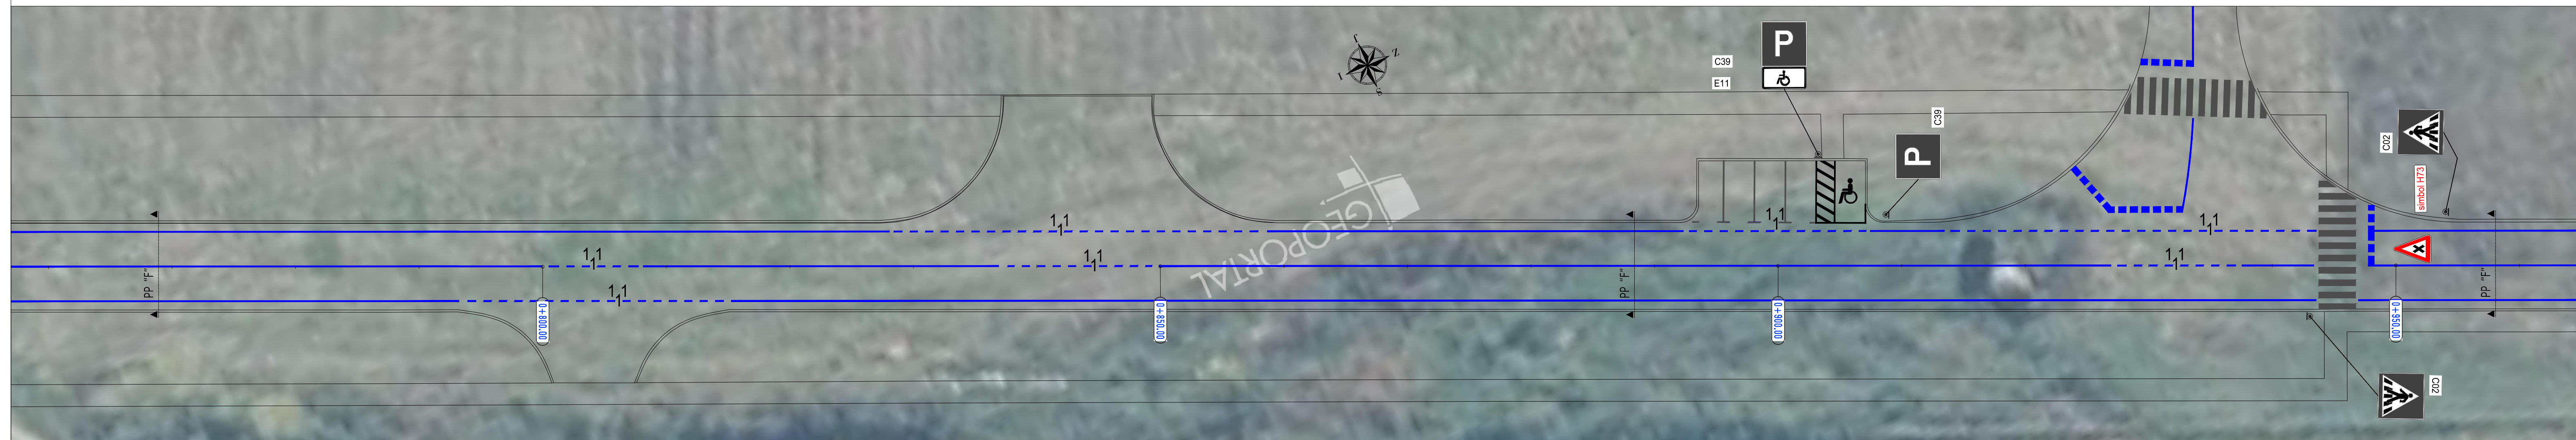 J
Z
I
S
C39
E11
P
C39
P
C02
simbol H73
1,1
1,1
1,1
1,1
1,1
1,1
1,1
PP "F"
PP "F"
PP "F"
GEOPORTAL
0+800.00
0+850.00
0+900.00
0+950.00
C02